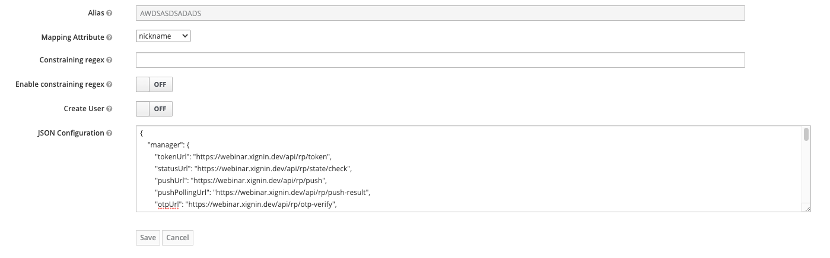 Alias
AWDSASDSADADS
Mapping Attribute
nickname
Constraining regex
Enable constraining regex
OFF
Create User
OFF
JSON Configuration
{
"manager": {
"tokenUrl": "https://webinar.xignin.dev/api/rp/token",
"statusUrl": "https://webinar.xignin.dev/api/rp/state/check",
"pushUrl": "https://webinar.xignin.dev/api/rp/push",
"pushPollingUrl": "https://webinar.xignin.dev/api/rp/push-result",
"otpUrl": "https://webinar.xignin.dev/api/rp/otp-verify",
Save Cancel